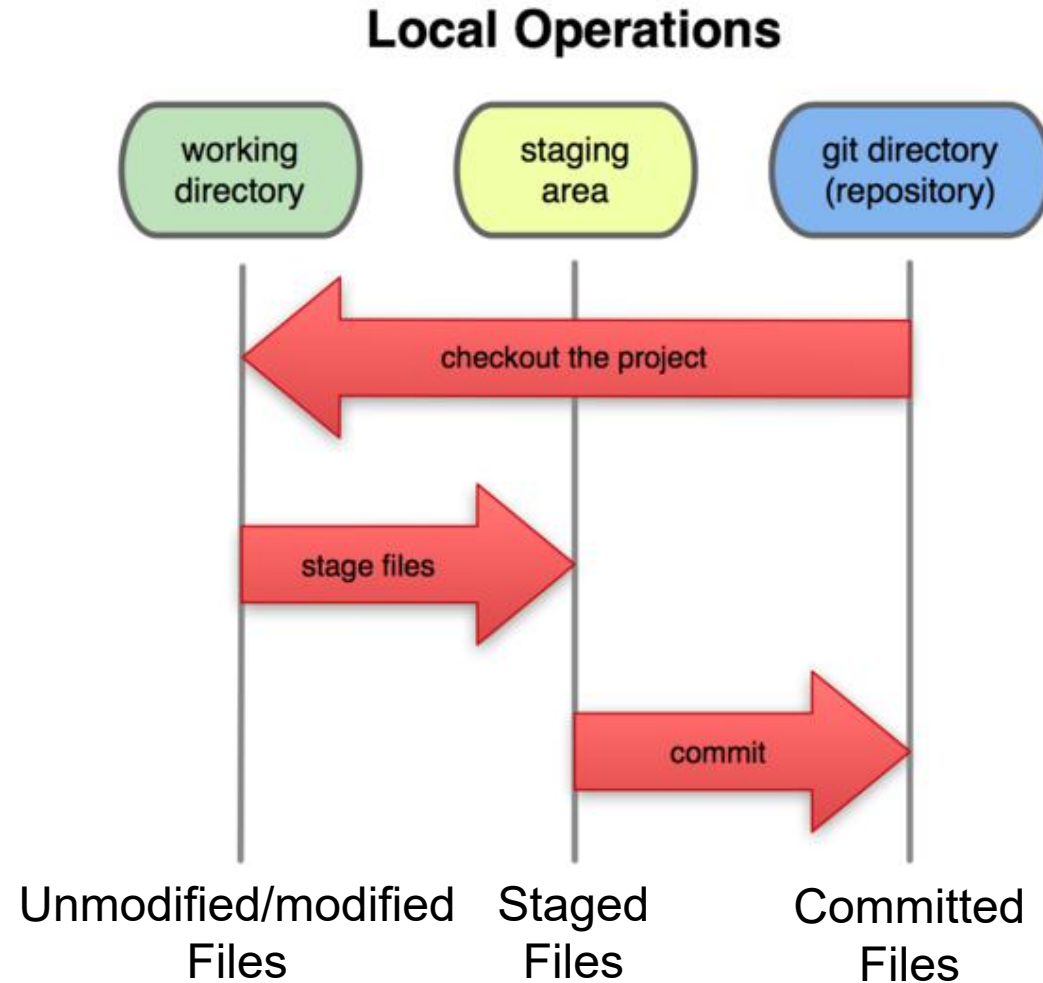 Local Operations
working
directory
staging
area
git directory
(repository)
checkout the project
stage files
commit
Unmodified/modified
Files
Staged
Files
Committed
Files